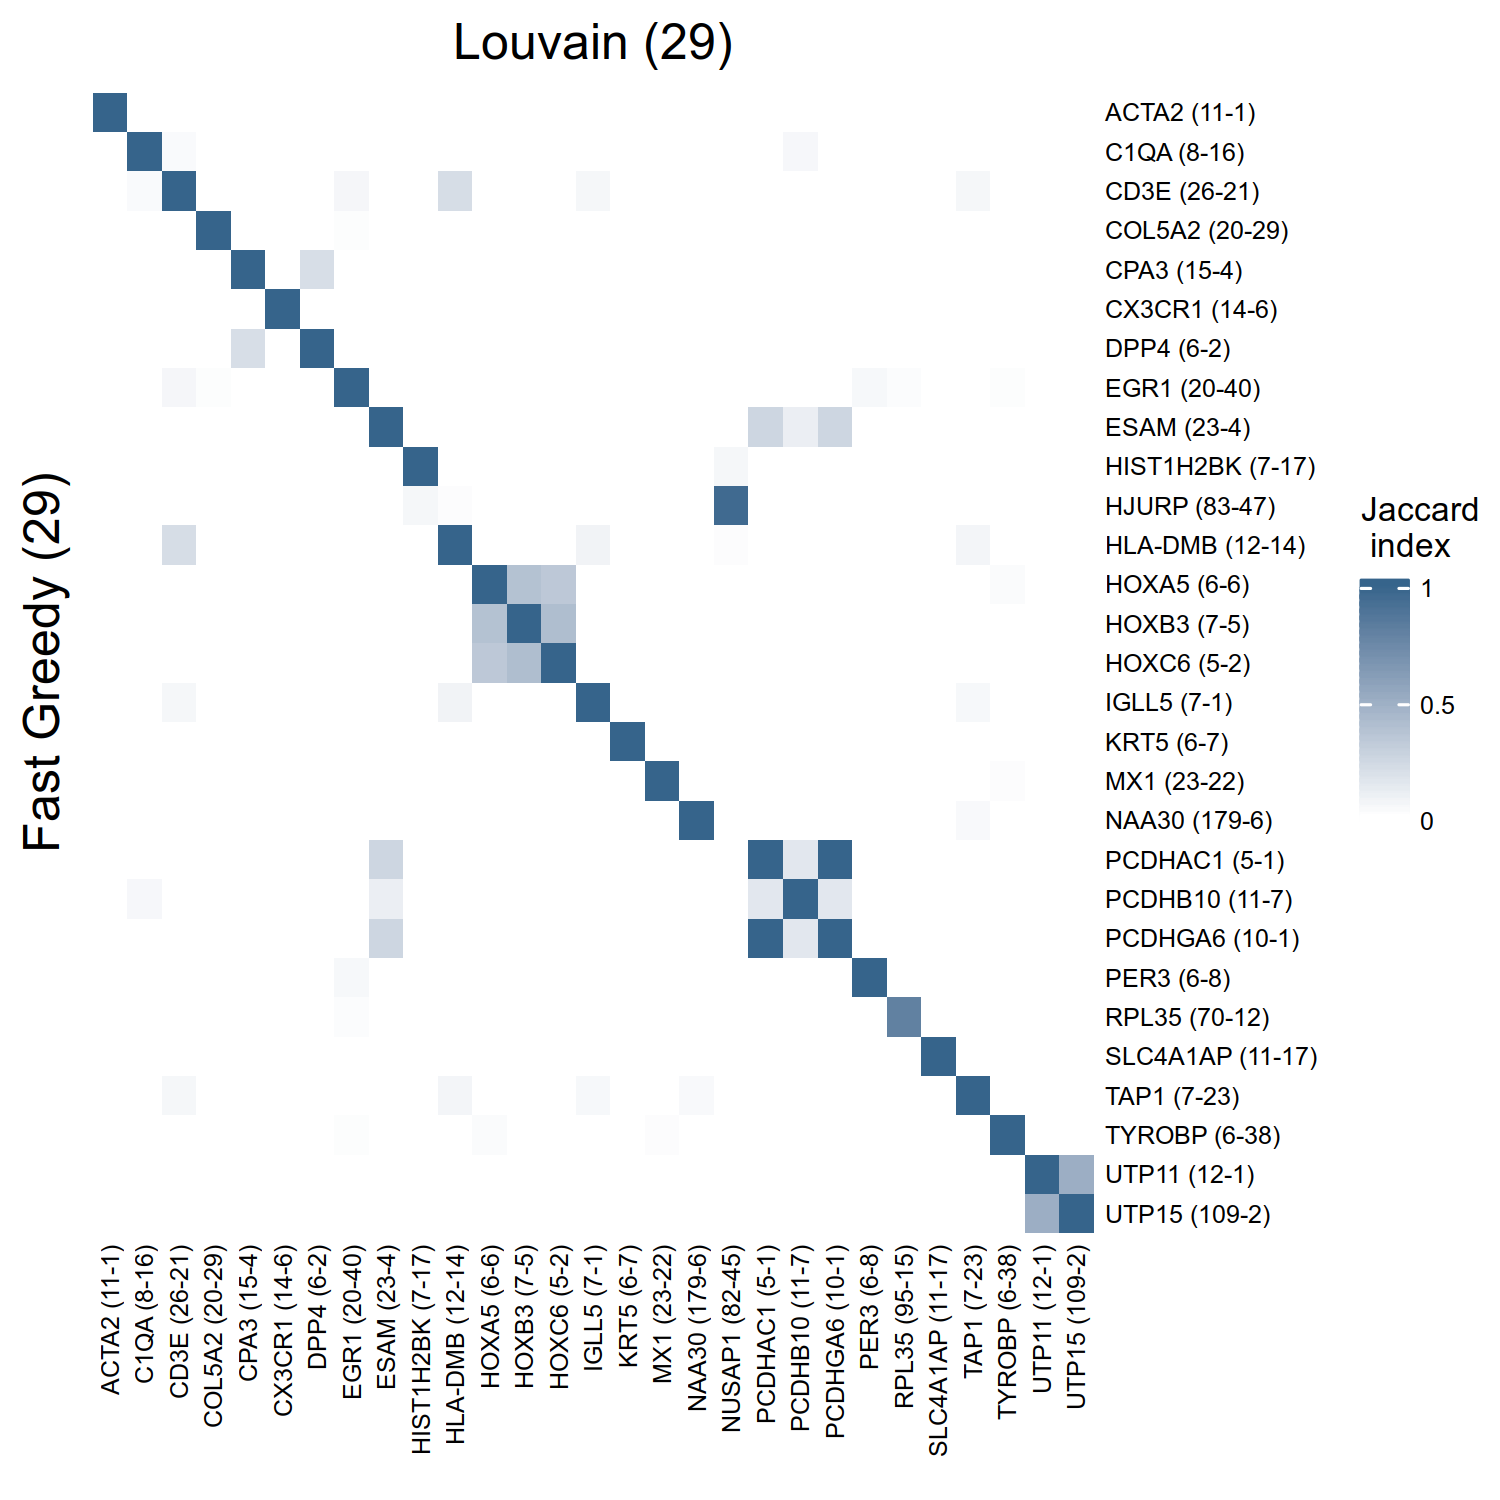 Louvain (29)
Fast Greedy (29)
ACTA2 (11-1)
C1QA (8-16)
CD3E (26-21)
COL5A2 (20-29)
CPA3 (15-4)
CX3CR1 (14-6)
DPP4 (6-2)
EGR1 (20-40)
ESAM (23-4)
HIST1H2BK (7-17)
HJURP (83-47)
HLA-DMB (12-14)
HOXA5 (6-6)
HOXB3 (7-5)
HOXC6 (5-2)
IGLL5 (7-1)
KRT5 (6-7)
MX1 (23-22)
NAA30 (179-6)
PCDHAC1 (5-1)
PCDHB10 (11-7)
PCDHGA6 (10-1)
PER3 (6-8)
RPL35 (70-12)
SLC4A1AP (11-17)
TAP1 (7-23)
TYROBP (6-38)
UTP11 (12-1)
UTP15 (109-2)
Jaccard
index
1
0.5
0
ACTA2 (11-1)
C1QA (8-16)
CD3E (26-21)
COL5A2 (20-29)
CPA3 (15-4)
CX3CR1 (14-6)
DPP4 (6-2)
EGR1 (20-40)
ESAM (23-4)
HIST1H2BK (7-17)
HLA-DMB (12-14)
HOXA5 (6-6)
HOXB3 (7-5)
HOXC6 (5-2)
IGLL5 (7-1)
KRT5 (6-7)
MX1 (23-22)
NAA30 (179-6)
NUSAP1 (82-45)
PCDHAC1 (5-1)
PCDHB10 (11-7)
PCDHGA6 (10-1)
PER3 (6-8)
RPL35 (95-15)
SLC4A1AP (11-17)
TAP1 (7-23)
TYROBP (6-38)
UTP11 (12-1)
UTP15 (109-2)